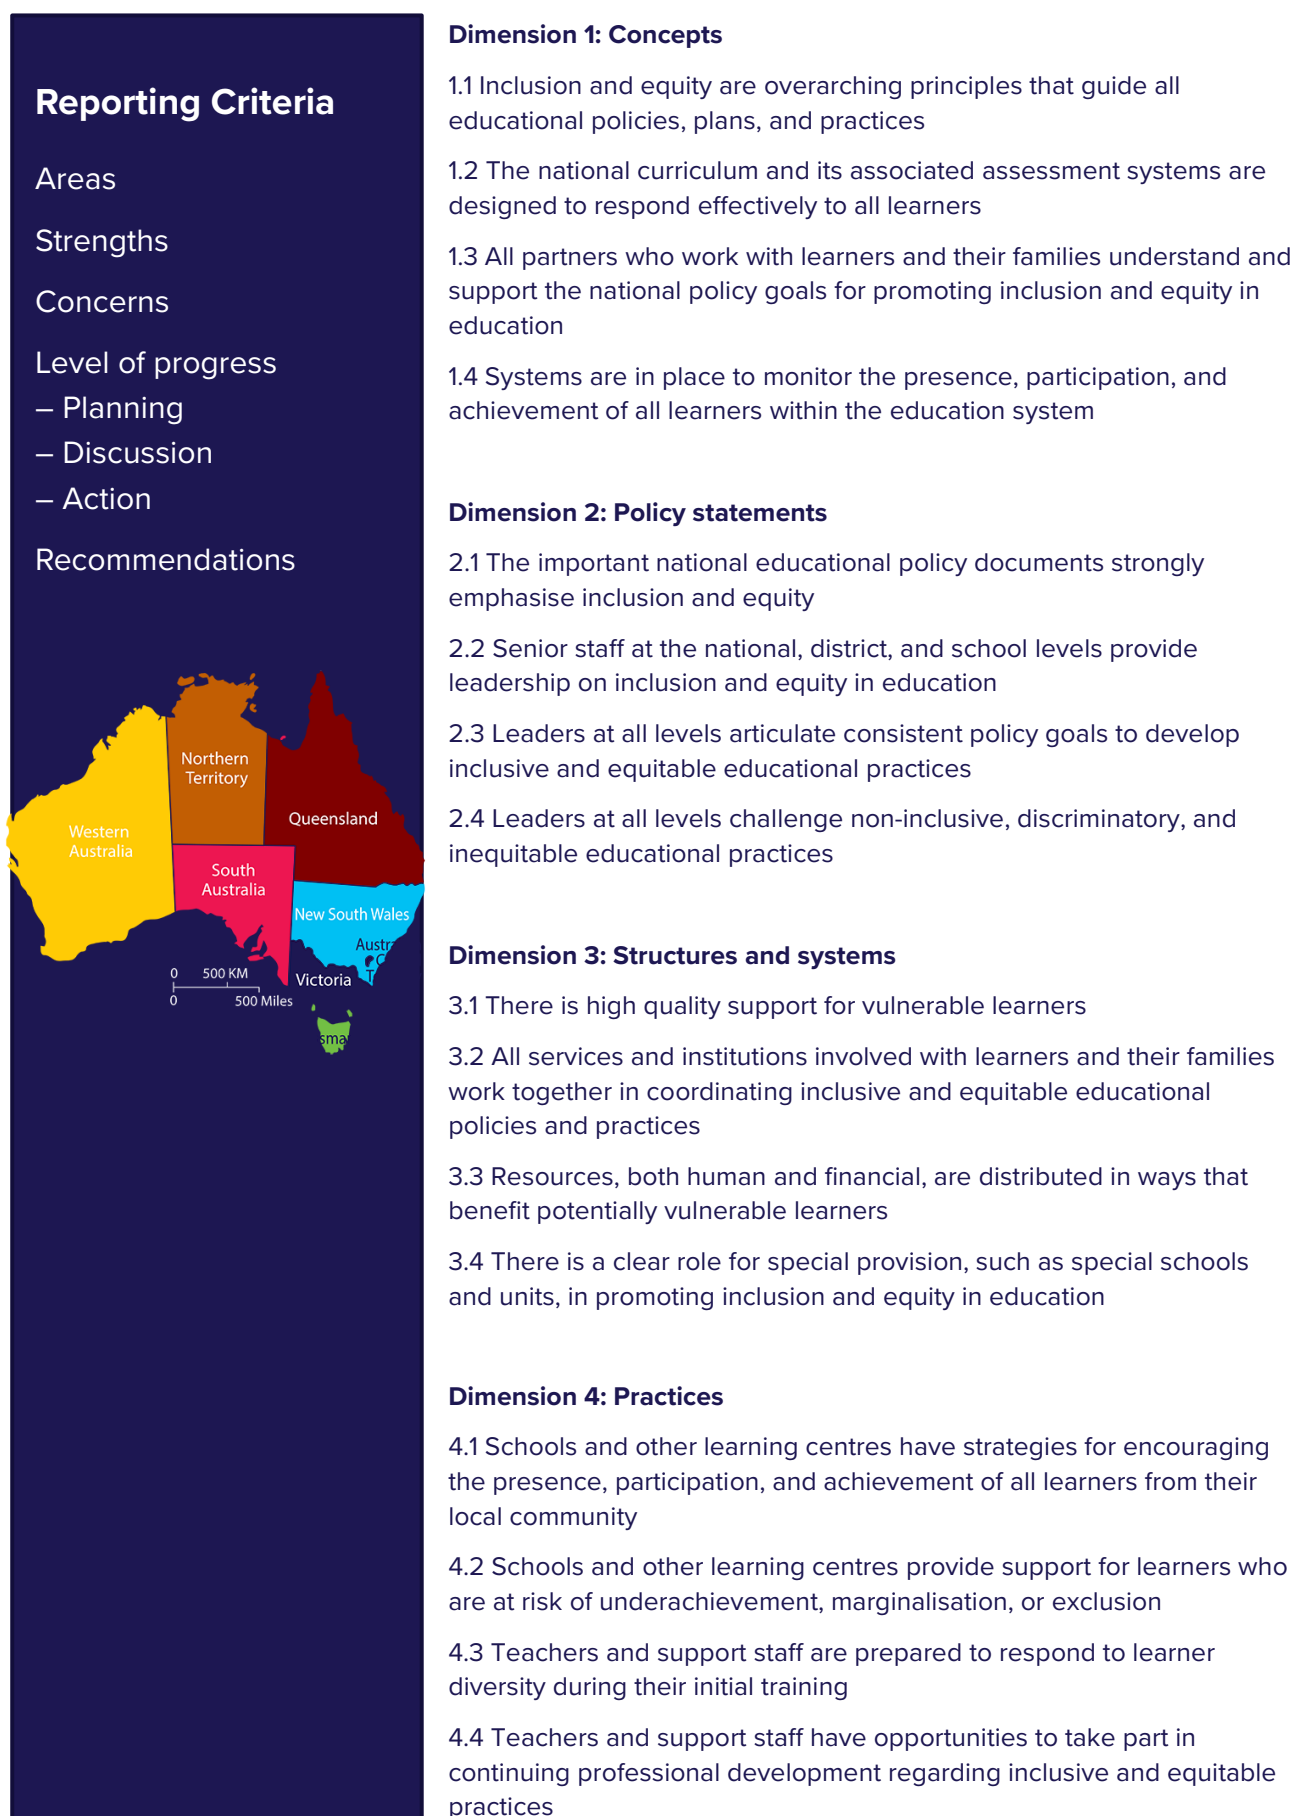 Reporting Criteria
Areas
Strengths
Concerns
Level of progress
– Planning
– Discussion
– Action
Recommendations
Northern
Territory
Western
Australia
Queensland
South
Australia
New South Wales
Victoria
0 500 KM
0 500 Miles
Dimension 1: Concepts
1.1 Inclusion and equity are overarching principles that guide all
educational policies, plans, and practices
1.2 The national curriculum and its associated assessment systems are
designed to respond effectively to all learners
1.3 All partners who work with learners and their families understand and
support the national policy goals for promoting inclusion and equity in
education
1.4 Systems are in place to monitor the presence, participation, and
achievement of all learners within the education system
Dimension 2: Policy statements
2.1 The important national educational policy documents strongly
emphasise inclusion and equity
2.2 Senior staff at the national, district, and school levels provide
leadership on inclusion and equity in education
2.3 Leaders at all levels articulate consistent policy goals to develop
inclusive and equitable educational practices
2.4 Leaders at all levels challenge non-inclusive, discriminatory, and
inequitable educational practices
Dimension 3: Structures and systems
3.1 There is high quality support for vulnerable learners
3.2 All services and institutions involved with learners and their families
work together in coordinating inclusive and equitable educational
policies and practices
3.3 Resources, both human and financial, are distributed in ways that
benefit potentially vulnerable learners
3.4 There is a clear role for special provision, such as special schools
and units, in promoting inclusion and equity in education
Dimension 4: Practices
4.1 Schools and other learning centres have strategies for encouraging
the presence, participation, and achievement of all learners from their
local community
4.2 Schools and other learning centres provide support for learners who
are at risk of underachievement, marginalisation, or exclusion
4.3 Teachers and support staff are prepared to respond to learner
diversity during their initial training
4.4 Teachers and support staff have opportunities to take part in
continuing professional development regarding inclusive and equitable
practices